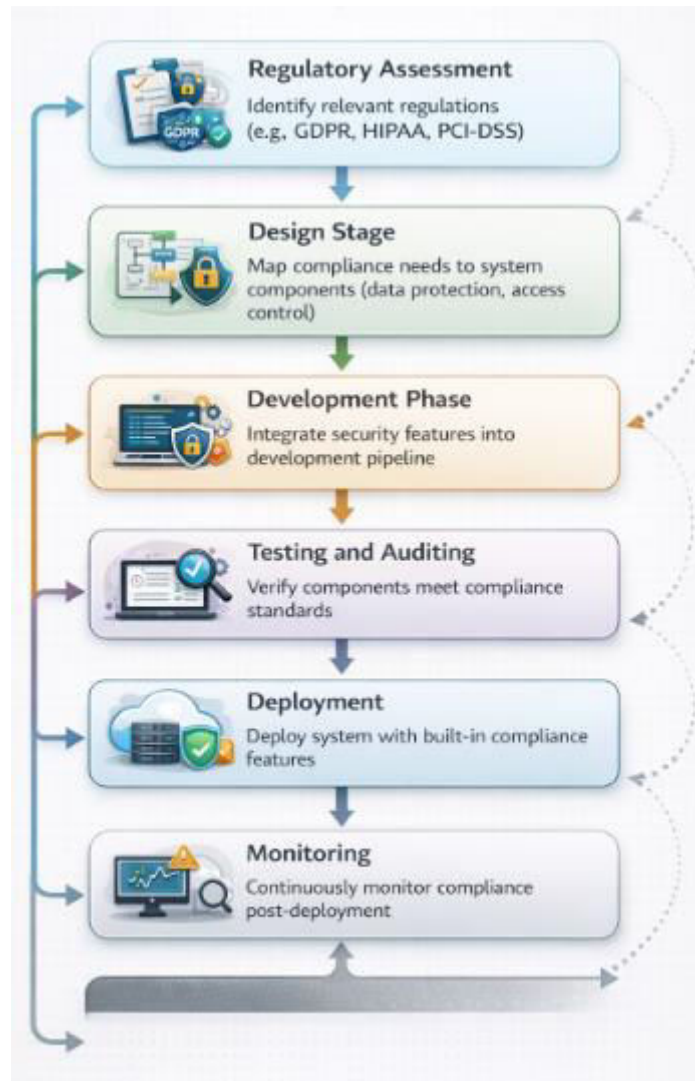 Regulatory Assessment
Identify relevant regulations
(e.g, GDPR, HIPAA, PCI-DSS)
GDPR
Design Stage
Map compliance needs to system
components (data protection, access
control)
Development Phase
Integrate security features into
development pipeline
Testing and Auditing
Verify components meet compliance
standards
Deployment
Deploy system with built-in compliance
features
Monitoring
Continuously monitor compliance
post-deployment